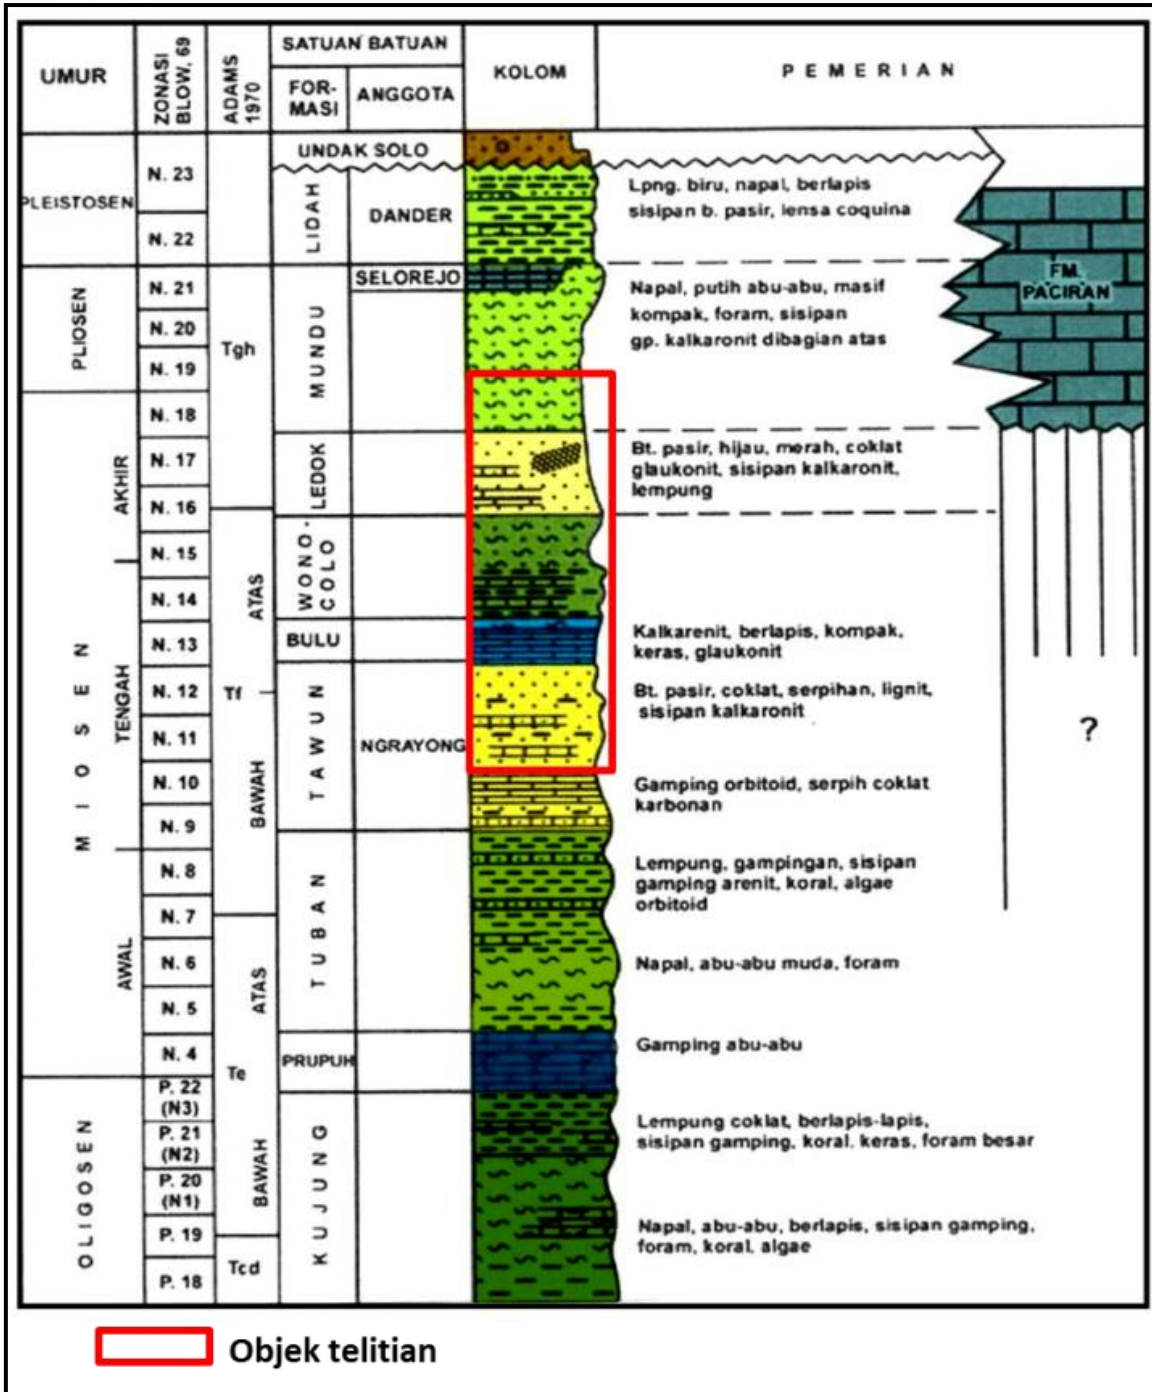 UMUR
ZONASI
BLOW, 69
ADAMS
1970
SATUAN BATUAN
FOR-
MASI
ANGGOTA
KOLOM
PEMERIAN
PLEISTOSEN
PLIOSEN
MIOSEN
AKHIR
TENGAH
AWAL
OLIGOSEN
N. 23
N. 22
N. 21
N. 20
N. 19
N. 18
N. 17
N. 16
N. 15
N. 14
N. 13
N. 12
N. 11
N. 10
N. 9
N. 8
N. 7
N. 6
N. 5
N. 4
P. 22
(N3)
P. 21
(N2)
P. 20
(N1)
P. 19
P. 18
Tgh
ATAS
Tf
BAWAH
ATAS
Te
BAWAH
Tcd
UNDAK SOLO
LIDAH
MUNDU
LEDOK
WONO-
COLO
BULU
TAWUN
TUBAN
PRUPUH
KUJUNG
DANDER
SELOREJO
NGRAYONG
Lpng. biru, napal, berlapis
sisipan b. pasir, lensa coquina
Napal, putih abu-abu, masif
kompak, foram, sisipan
gp. kalkaronit dibagian atas
Bt. pasir, hijau, merah, coklat
glaukonit, sisipan kalkaronit,
lempung
Kalkarenit, berlapis, kompak,
keras, glaukonit
Bt. pasir, coklat, serpihan, lignit,
sisipan kalkaronit
Gamping orbitoid, serpih coklat
karbonan
Lempung, gampingan, sisipan
gamping arenit, koral, algae
orbitoid
Napal, abu-abu muda, foram
Gamping abu-abu
Lempung coklat, berlapis-lapis,
sisipan gamping, koral. keras, foram besar
Napal, abu-abu, berlapis, sisipan gamping,
foram, koral. algae
FM.
PACIRAN
?
Objek telitian